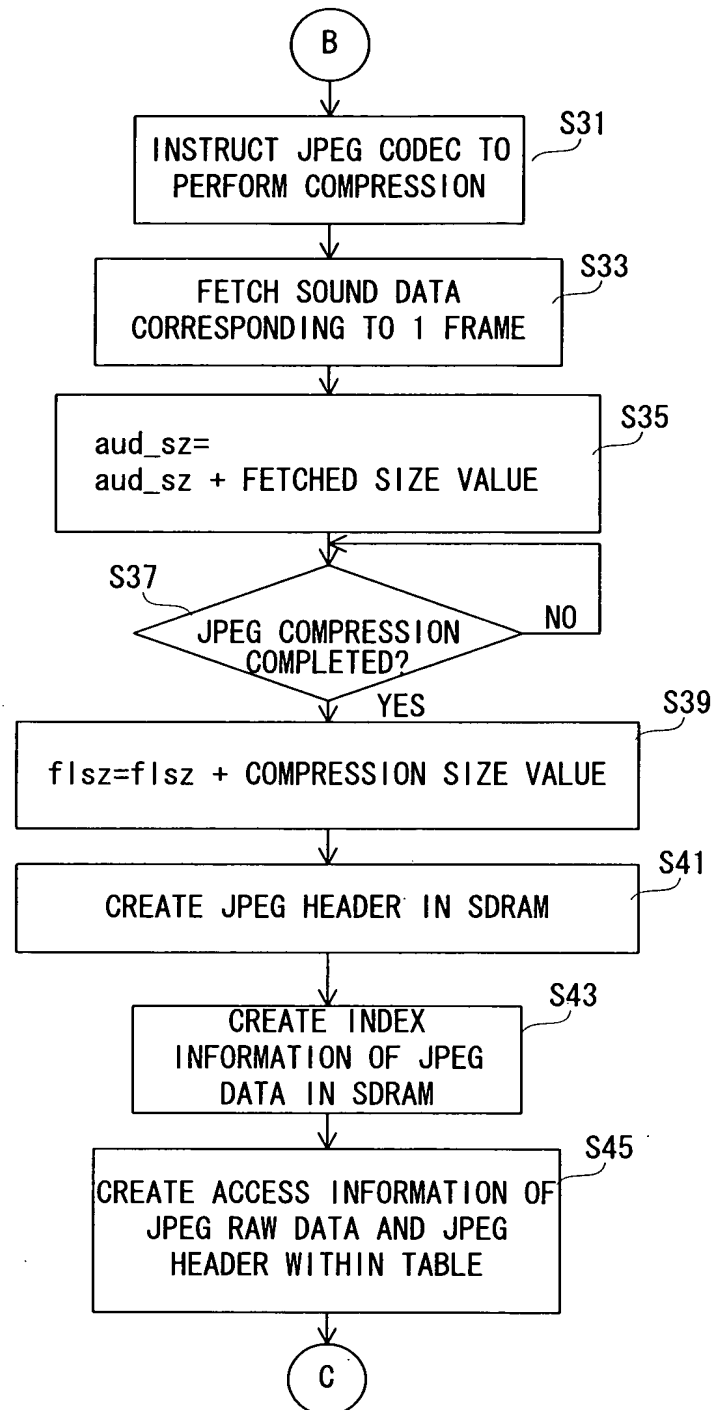 B
S31
INSTRUCT JPEG CODEC TO
PERFORM COMPRESSION
S33
FETCH SOUND DATA
CORRESPONDING TO 1 FRAME
S35
aud_sz=
aud_sz + FETCHED SIZE VALUE
S37
JPEG COMPRESSION
COMPLETED?
NO
YES
S39
flsz=flsz + COMPRESSION SIZE VALUE
S41
CREATE JPEG HEADER IN SDRAM
S43
CREATE INDEX
INFORMATION OF JPEG
DATA IN SDRAM
S45
CREATE ACCESS INFORMATION OF
JPEG RAW DATA AND JPEG
HEADER WITHIN TABLE
C